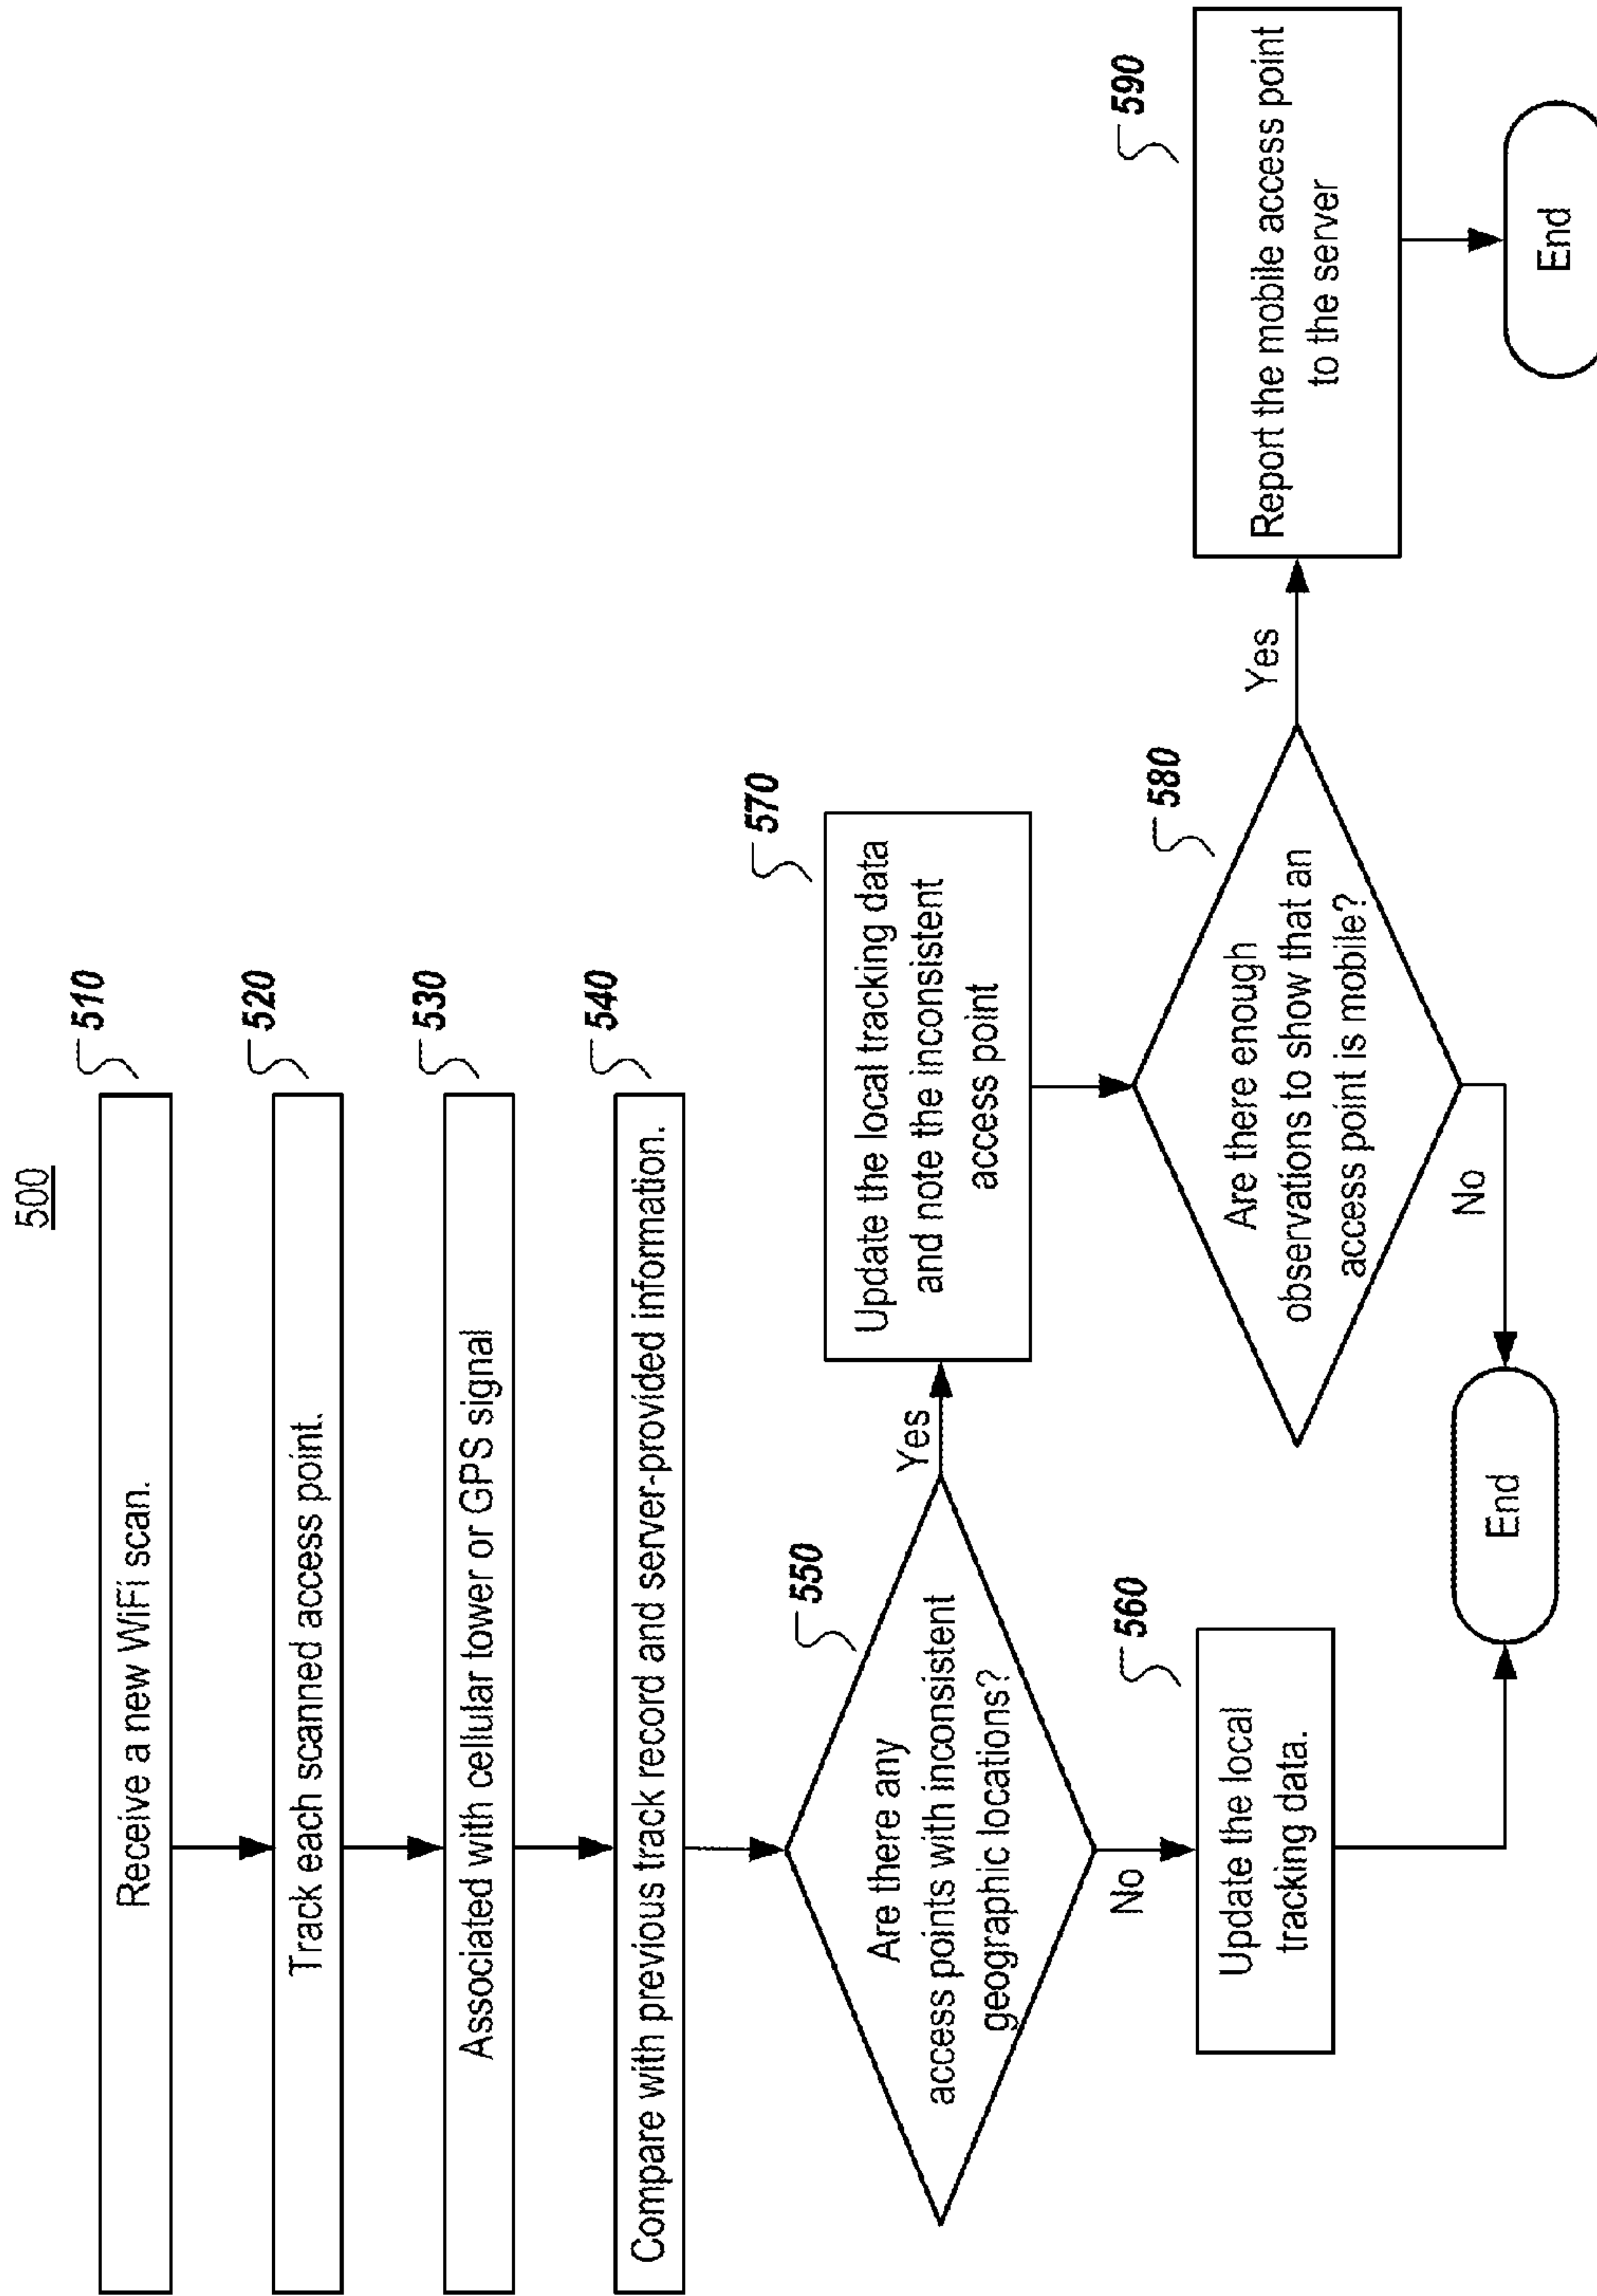 500
510
Receive a new WiFi scan.
520
Track each scanned access point.
530
Associated with cellular tower or GPS signal
540
Compare with previous track record and server-provided information.
550
Are there any
access points with inconsistent
geographic locations?
Yes
No
560
Update the local
tracking data.
570
Update the local tracking data
and note the inconsistent
access point
580
Are there enough
observations to show that an
access point is mobile?
Yes
No
End
590
Report the mobile access point
to the server
End